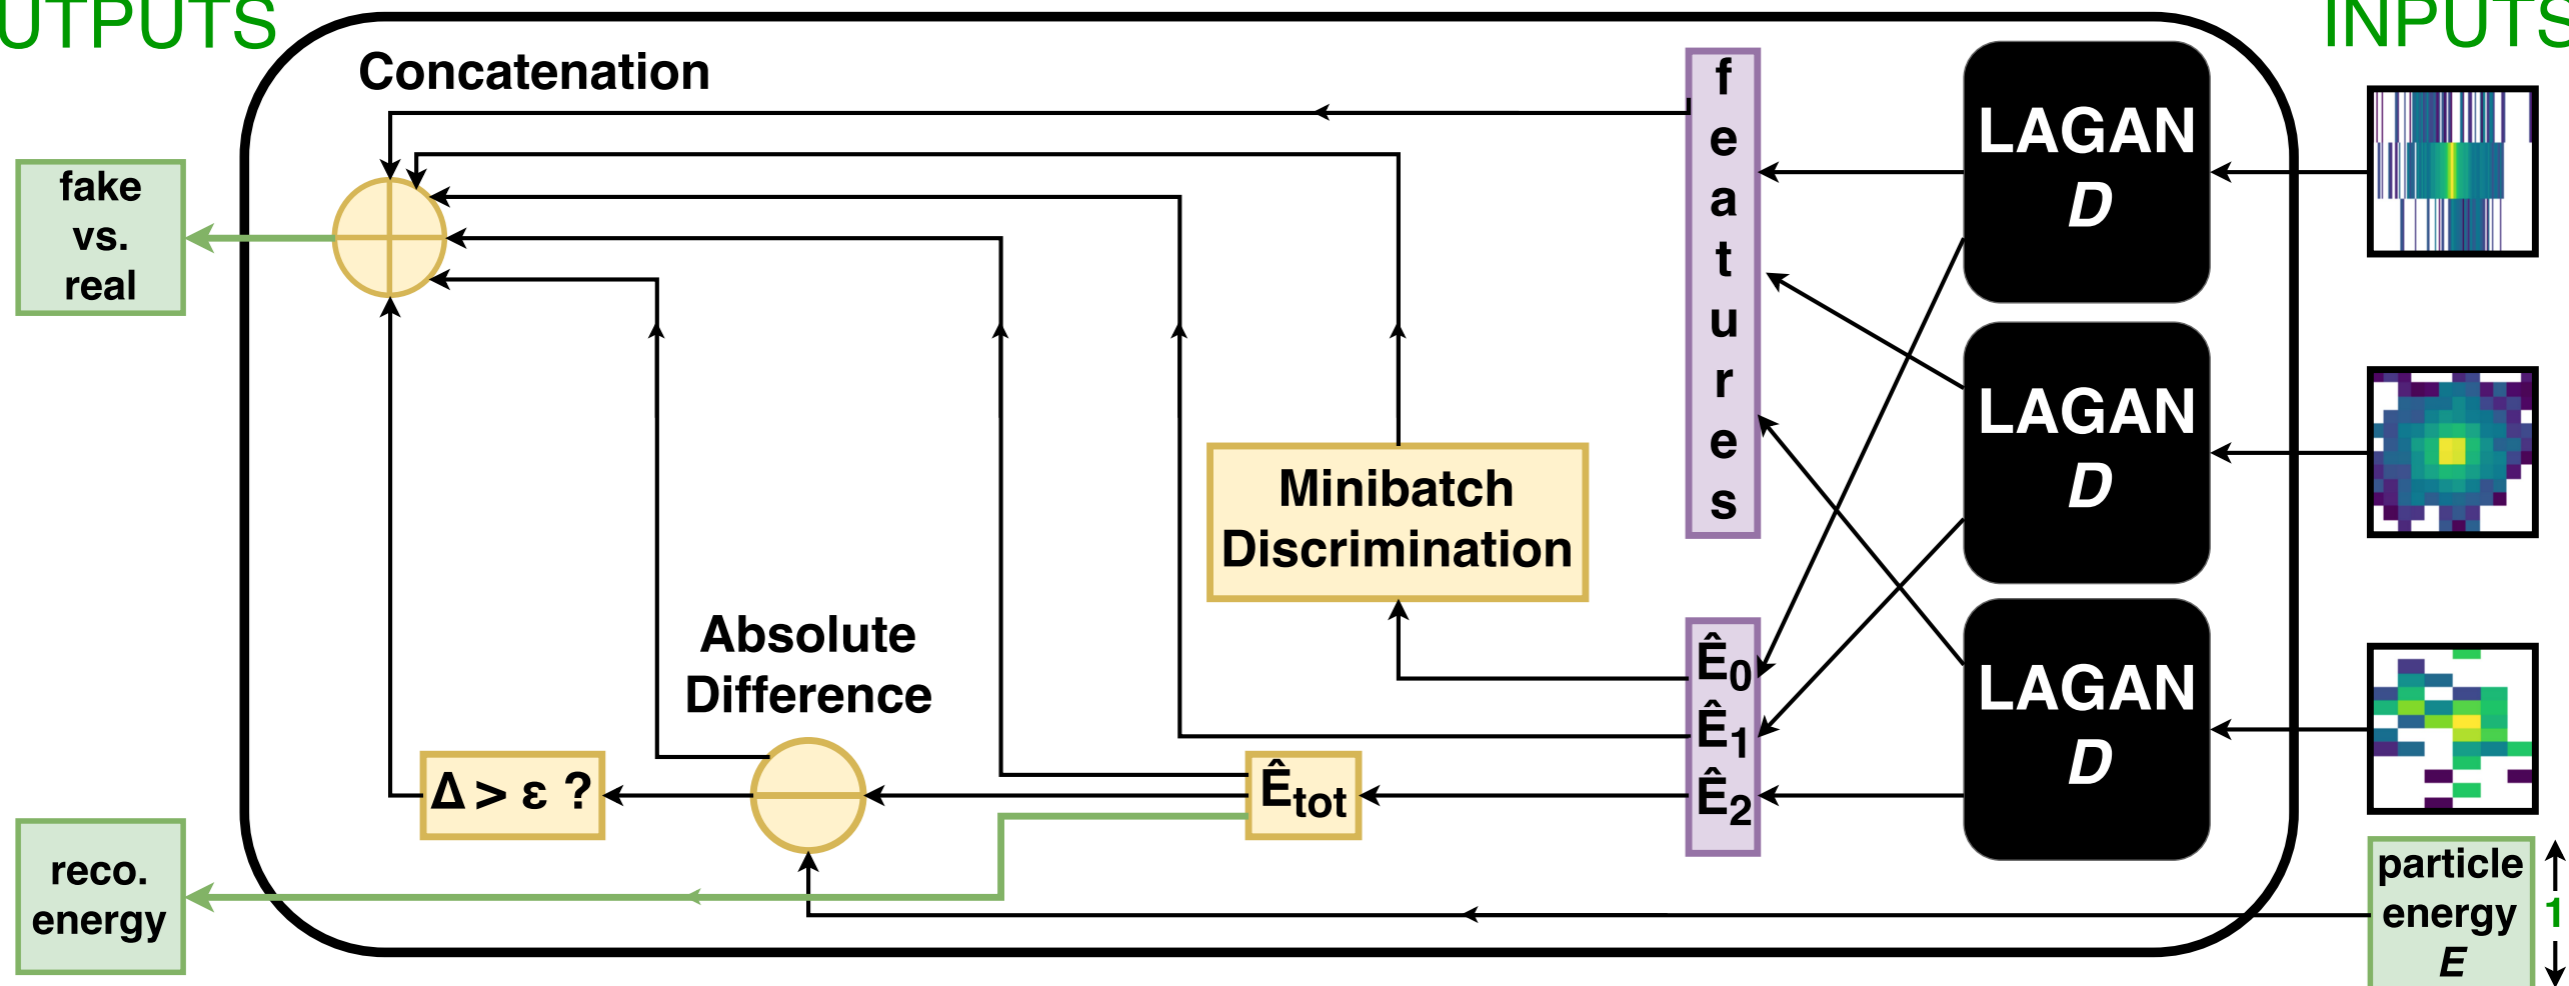 UTPUTS
INPUTS
Concatenation
fake
vs.
real
f
e
a
t
u
r
e
s
LAGAN
D
LAGAN
D
LAGAN
D
Minibatch
Discrimination
Absolute
Difference
Ê0
Ê1
Ê2
Êtot
Δ > ε ?
reco.
energy
particle
energy
E
1